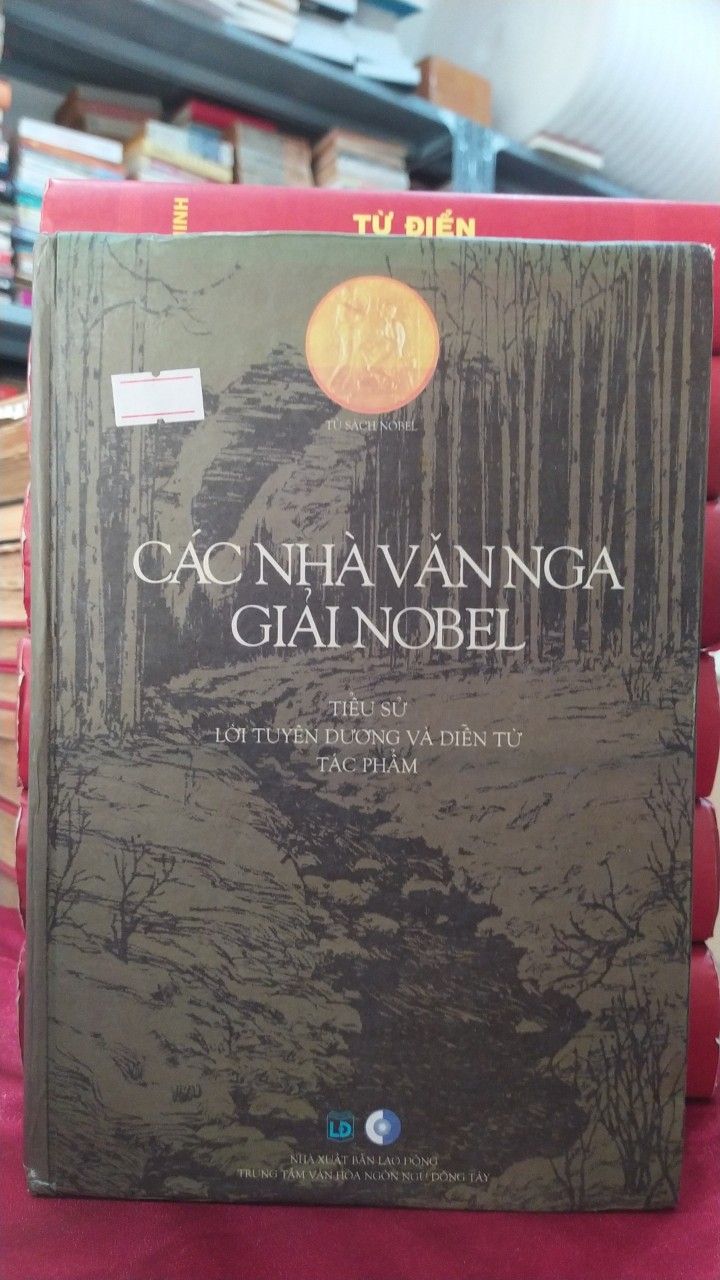 INH
TỪ ĐIỂN
TỦ SÁCH NOBEL
CÁC NHÀ VĂN NGA
GIẢI NOBEL
TIỂU SỬ
LỜI TUYÊN DƯƠNG VÀ DIỄN TỪ
TÁC PHẨM
LĐ
NHÀ XUẤT BẢN LAO ĐỘNG
TRUNG TÂM VĂN HÓA NGÔN NGỮ ĐÔNG TÂY